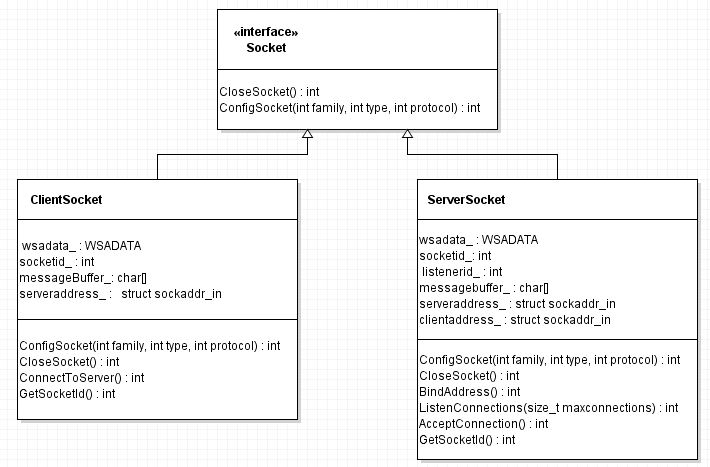 «interface»
Socket
CloseSocket() : int
ConfigSocket(int family, int type, int protocol) : int
ClientSocket
wsadata_ : WSADATA
socketid_ : int
messageBuffer_: char[]
serveraddress_ : struct sockaddr_in
ConfigSocket(int family, int type, int protocol) : int
CloseSocket() : int
ConnectToServer() : int
GetSocketId() : int
ServerSocket
wsadata_ : WSADATA
socketid_: int
listenerid_ : int
messagebuffer_ : char[]
serveraddress_ : struct sockaddr_in
clientaddress_ : struct sockaddr_in
ConfigSocket(int family, int type, int protocol) : int
CloseSocket() : int
BindAddress() : int
ListenConnections(size_t maxconnections) : int
AcceptConnection() : int
GetSocketId() : int